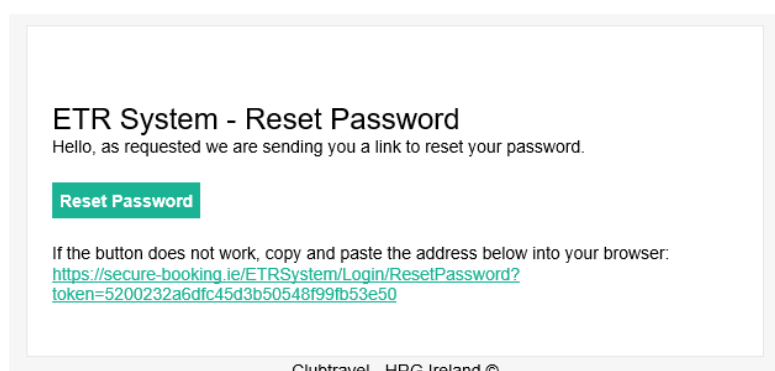 ETR System - Reset Password
Hello, as requested we are sending you a link to reset your password.
Reset Password
If the button does not work, copy and paste the address below into your browser:
https://secure-booking.ie/ETRSystem/Login/ResetPassword?
token=5200232a6dfc45d3b50548f99fb53e50
Clubtravel - HRG Ireland ©